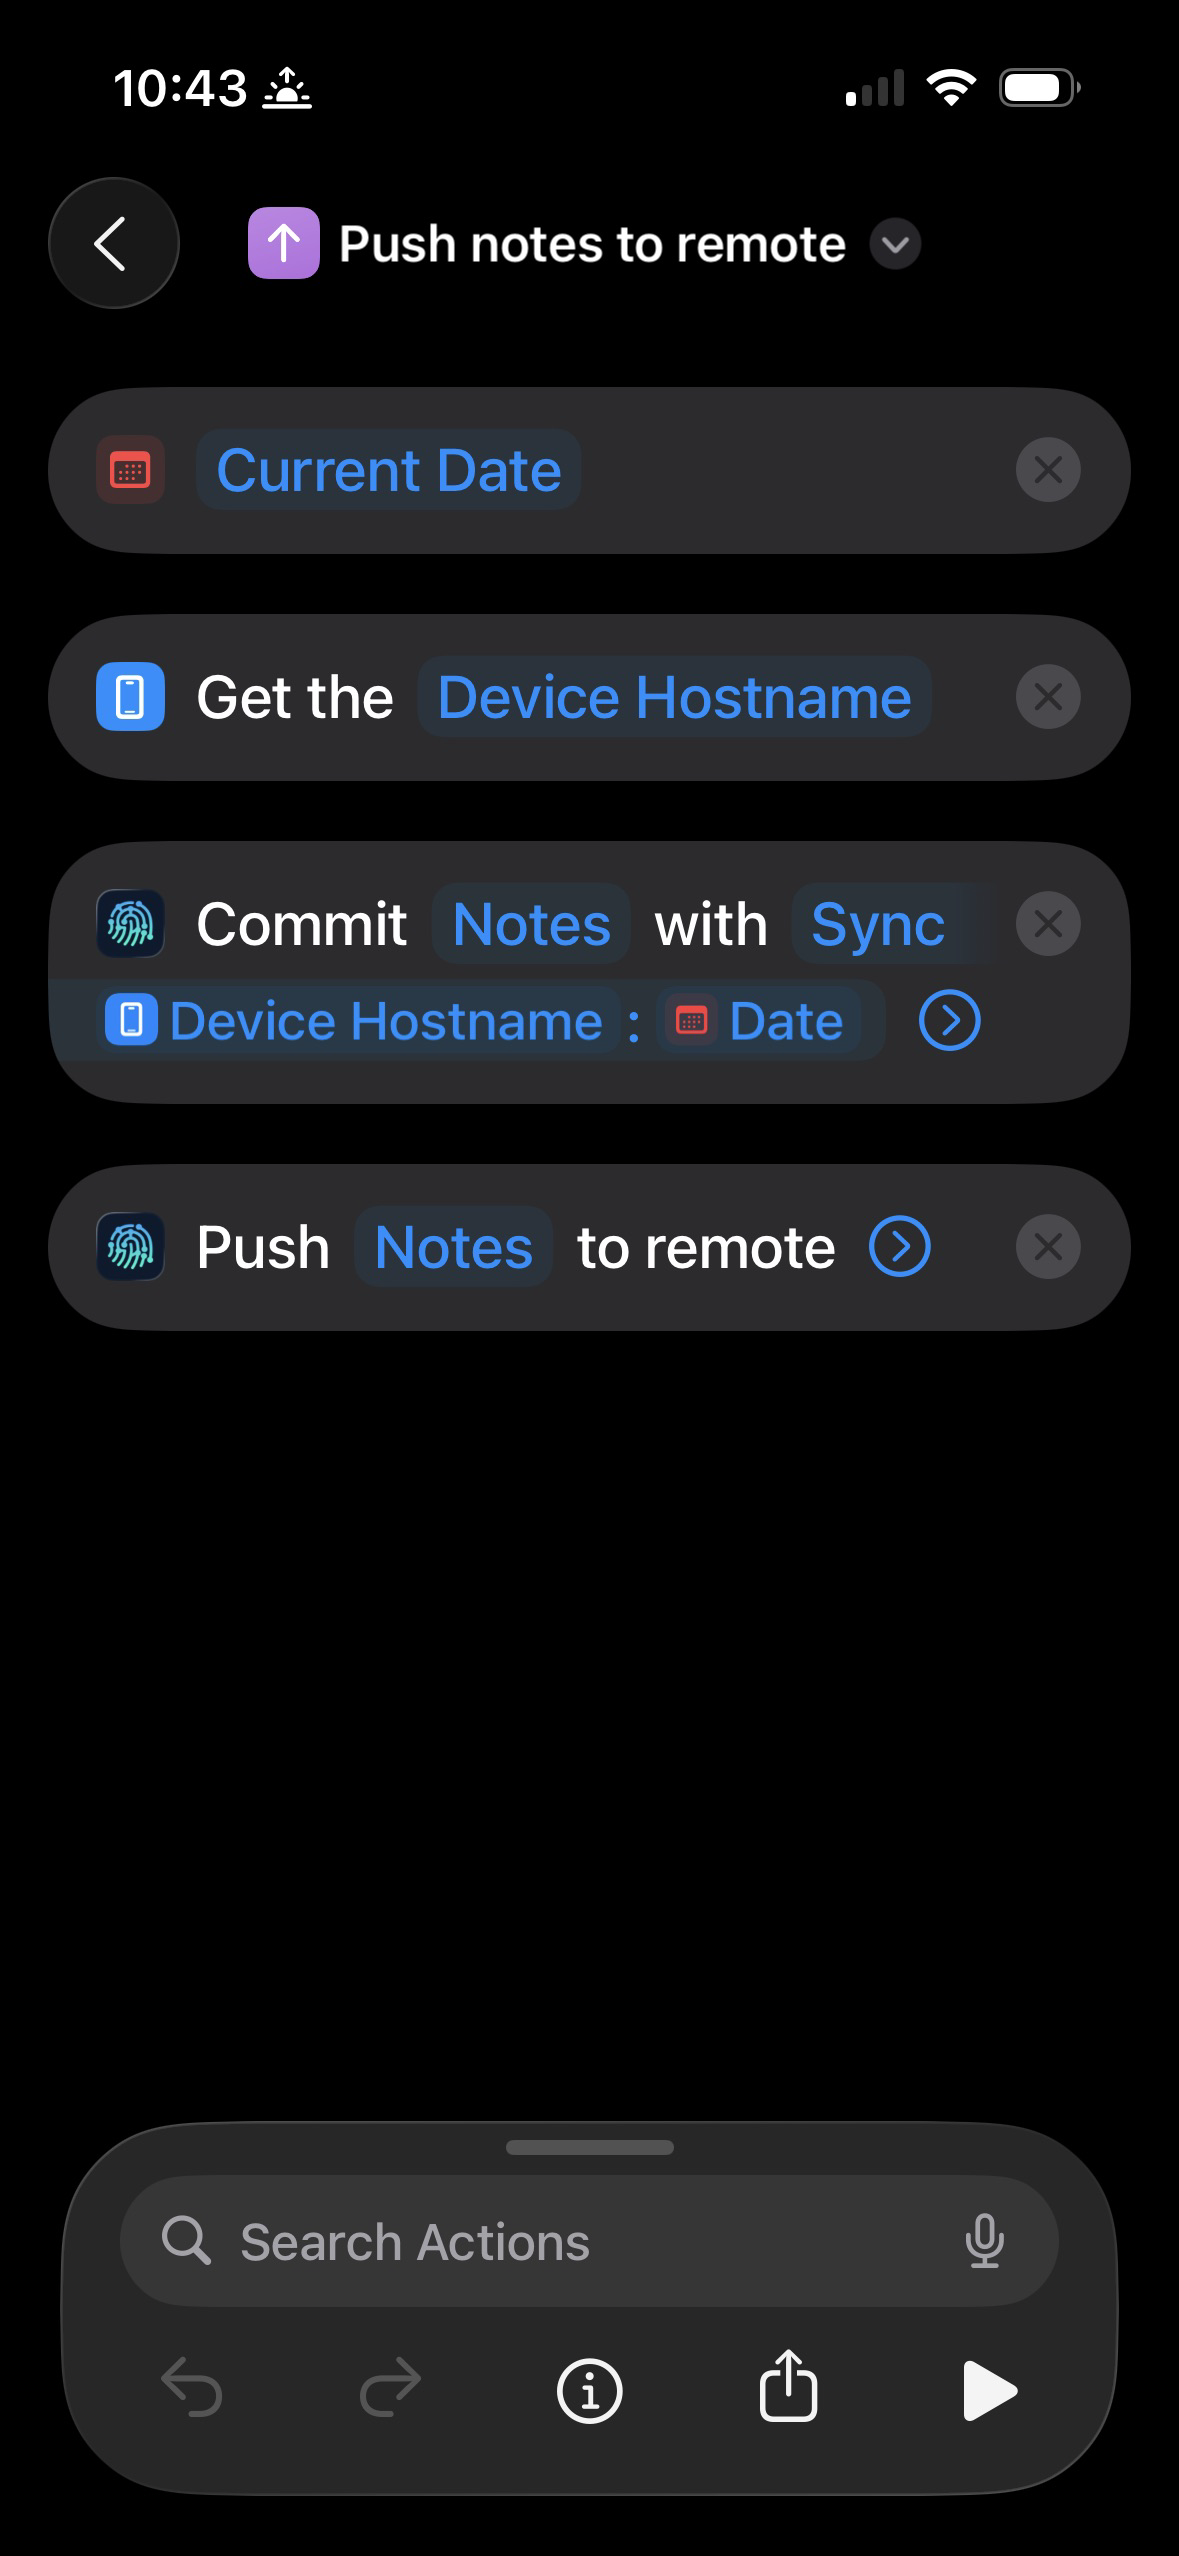 10:43
Push notes to remote
Current Date
Get the Device Hostname
Commit Notes with Sync
Device Hostname : Date
Push Notes to remote
Search Actions